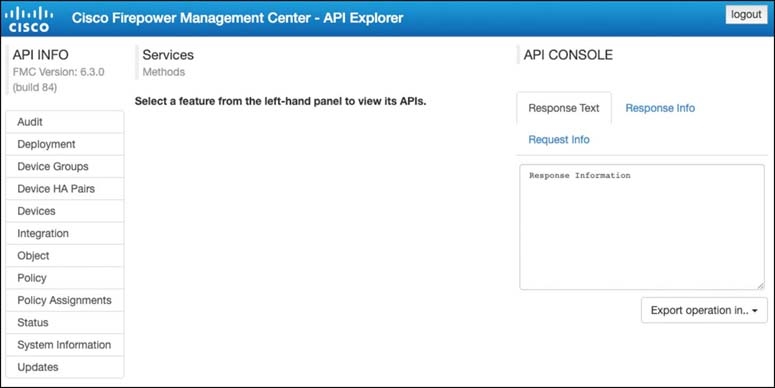 CISCO
Cisco Firepower Management Center - API Explorer
logout
API INFO
FMC Version: 6.3.0
(build 84)
Audit
Deployment
Device Groups
Device HA Pairs
Devices
Integration
Object
Policy
Policy Assignments
Status
System Information
Updates
Services
Methods
Select a feature from the left-hand panel to view its APIs.
API CONSOLE
Response Text
Response Info
Request Info
Response Information
Export operation in..